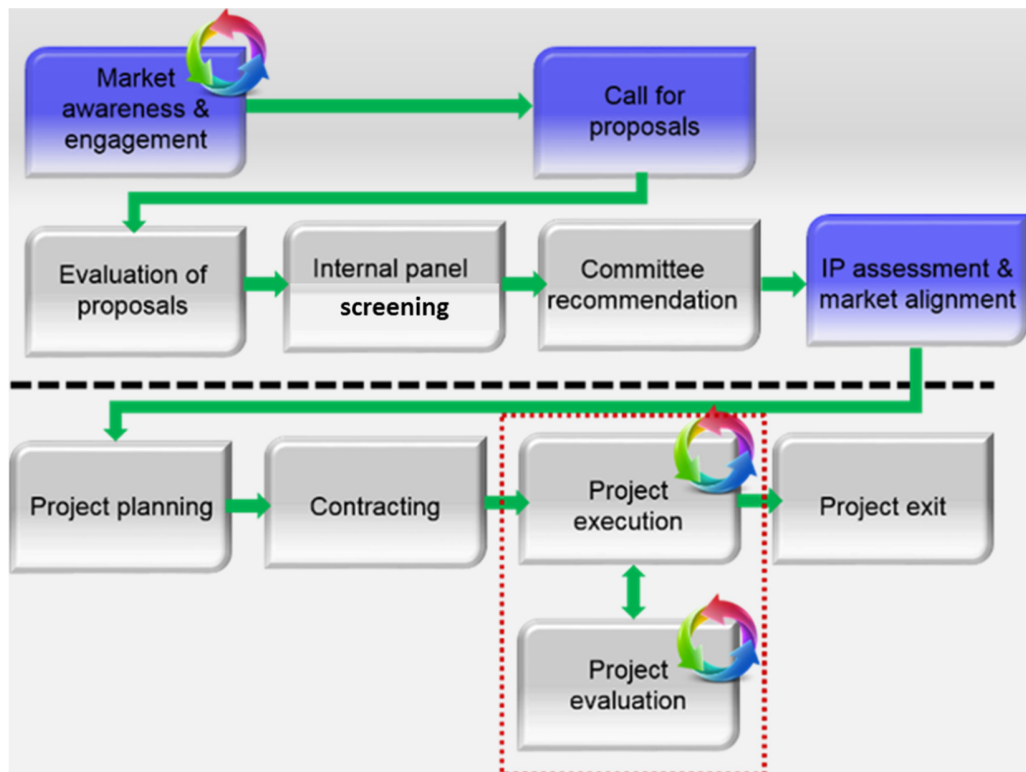 Market
awareness &
engagement
Call for
proposals
Evaluation of
proposals
Internal panel
screening
Committee
recommendation
IP assessment &
market alignment
Project planning
Contracting
Project
execution
Project exit
Project
evaluation